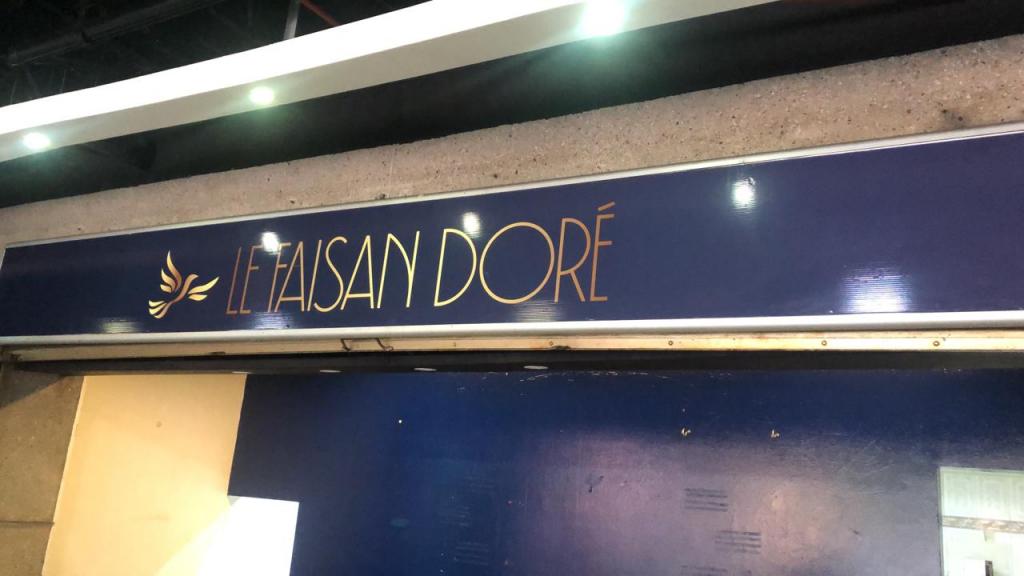 LE FAISAN DORÉ